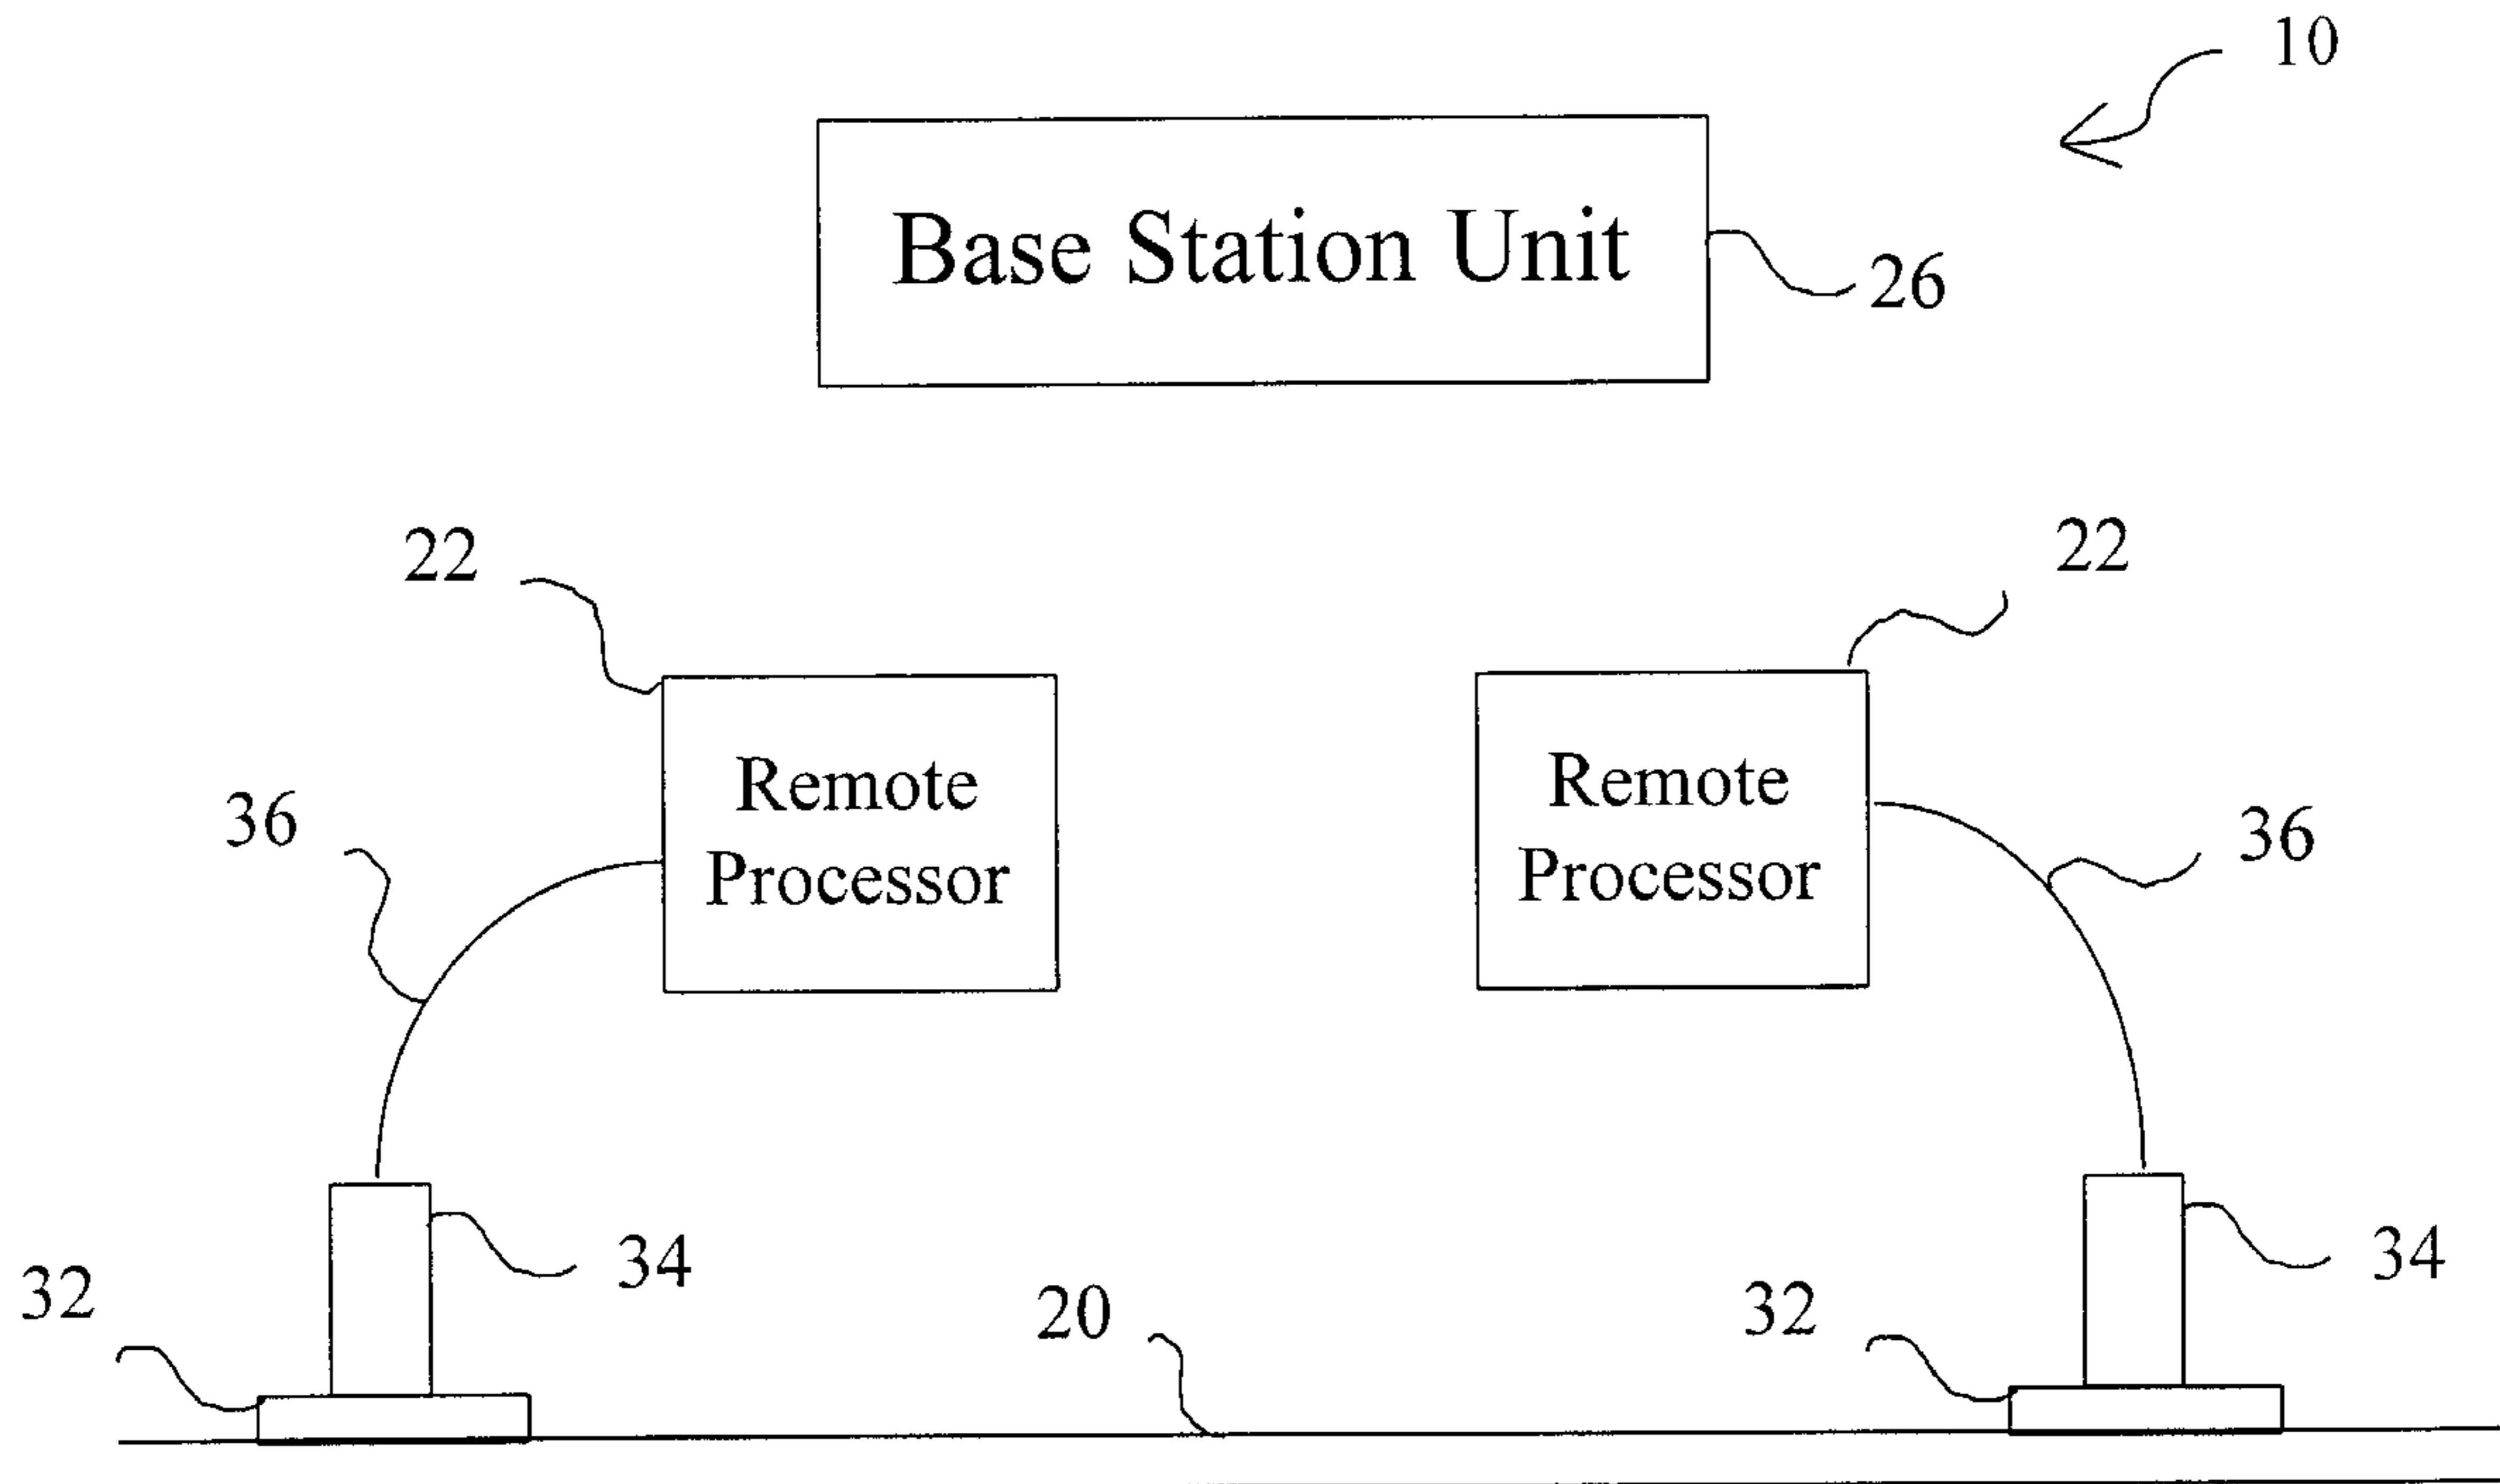 10
Base Station Unit
26
22
22
Remote
Processor
Remote
Processor
36
36
34
34
32
20
32